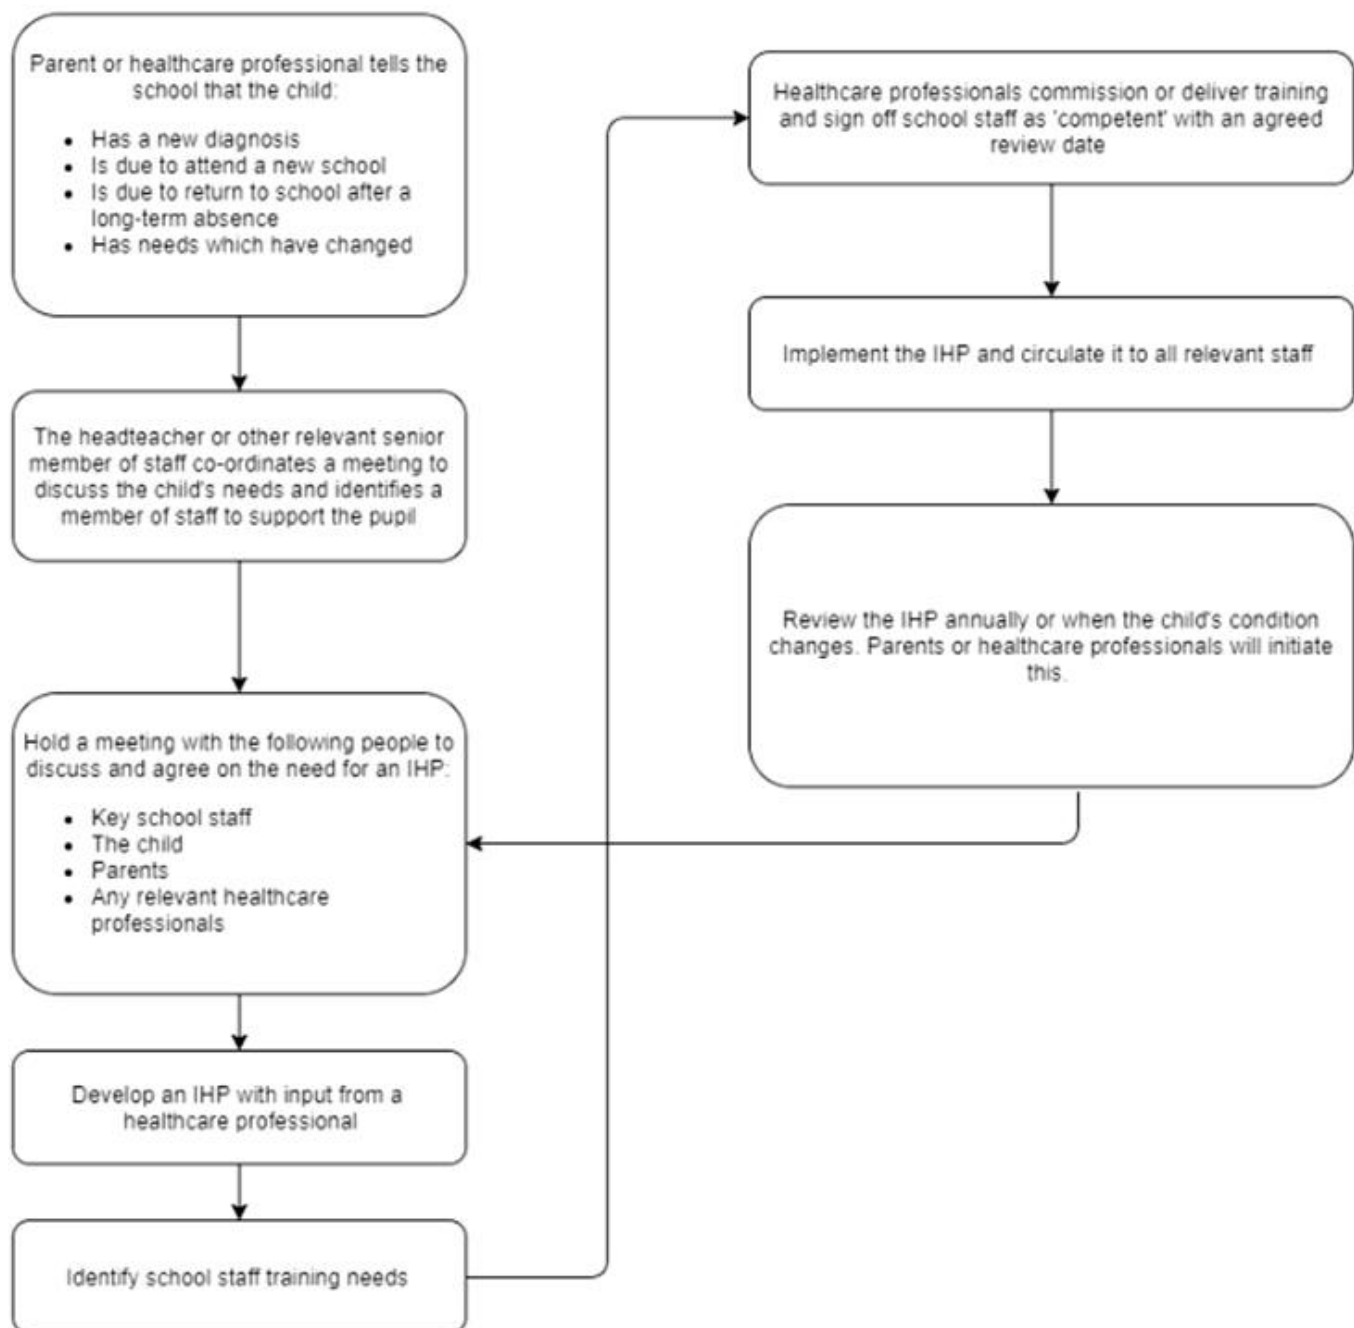 Parent or healthcare professional tells the
school that the child:
• Has a new diagnosis
• Is due to attend a new school
• Is due to return to school after a
long-term absence
• Has needs which have changed
The headteacher or other relevant senior
member of staff co-ordinates a meeting to
discuss the child's needs and identifies a
member of staff to support the pupil
Hold a meeting with the following people to
discuss and agree on the need for an IHP:
• Key school staff
• The child
• Parents
• Any relevant healthcare
professionals
Develop an IHP with input from a
healthcare professional
Identify school staff training needs
Healthcare professionals commission or deliver training
and sign off school staff as 'competent' with an agreed
review date
Implement the IHP and circulate it to all relevant staff
Review the IHP annually or when the child's condition
changes. Parents or healthcare professionals will initiate
this.